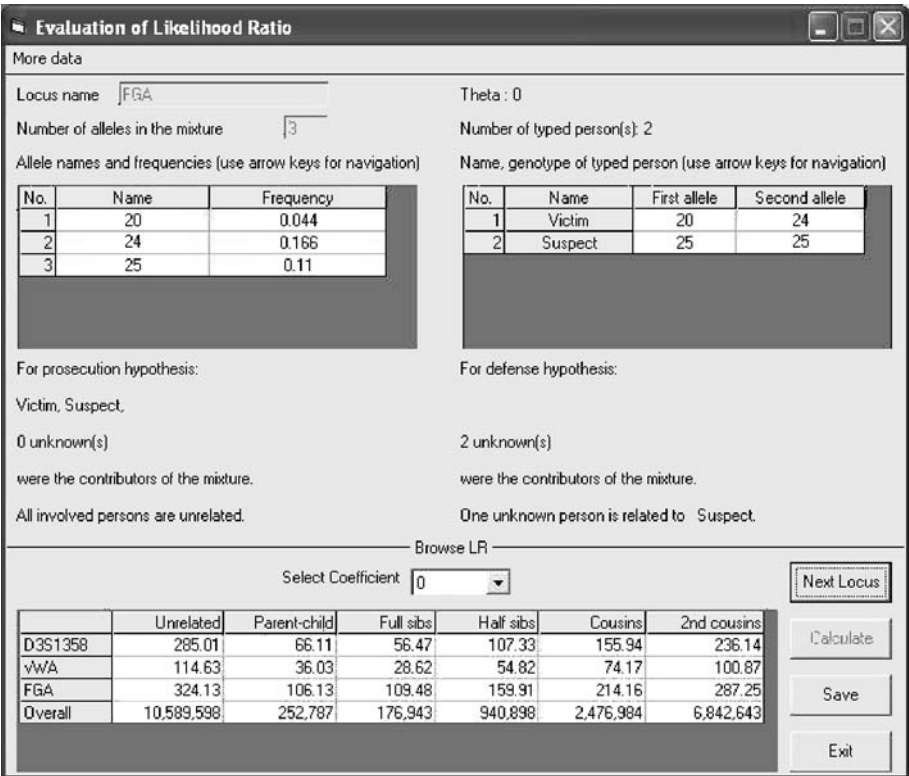 Evaluation of Likelihood Ratio
More data
Locus name FGA
Theta : 0
Number of alleles in the mixture 3
Number of typed person(s): 2
Allele names and frequencies (use arrow keys for navigation)
Name, genotype of typed person (use arrow keys for navigation)
No. Name Frequency
1 20 0.044
2 24 0.166
3 25 0.11
No. Name First allele Second allele
1 Victim 20 24
2 Suspect 25 25
For prosecution hypothesis:
For defense hypothesis:
Victim, Suspect,
0 unknown(s)
2 unknown(s)
were the contributors of the mixture.
were the contributors of the mixture.
All involved persons are unrelated.
One unknown person is related to Suspect.
Browse LR
Select Coefficient 0
Next Locus
Unrelated Parent-child Full sibs Half sibs Cousins 2nd cousins
D3S1358 285.01 66.11 56.47 107.33 155.94 236.14
vWA 114.63 36.03 28.62 54.82 74.17 100.87
FGA 324.13 106.13 109.48 159.91 214.16 287.25
Overall 10,589,598 252,787 176,943 940,898 2,476,984 6,842,643
Calculate
Save
Exit